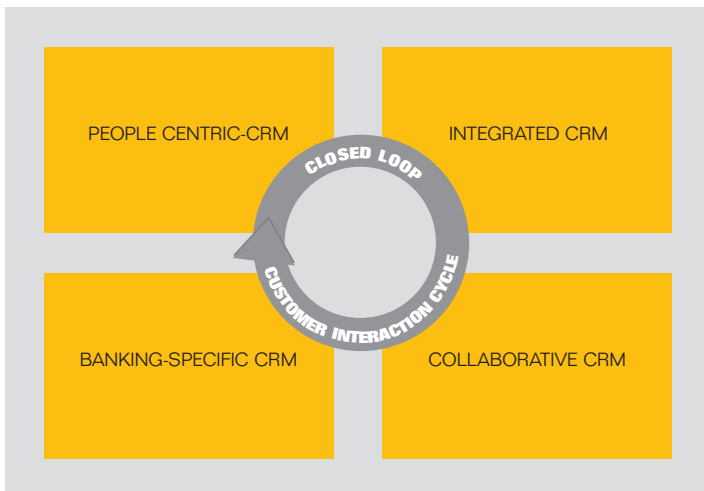 PEOPLE CENTRIC-CRM
INTEGRATED CRM
CLOSED LOOP
CUSTOMER INTERACTION CYCLE
BANKING-SPECIFIC CRM
COLLABORATIVE CRM